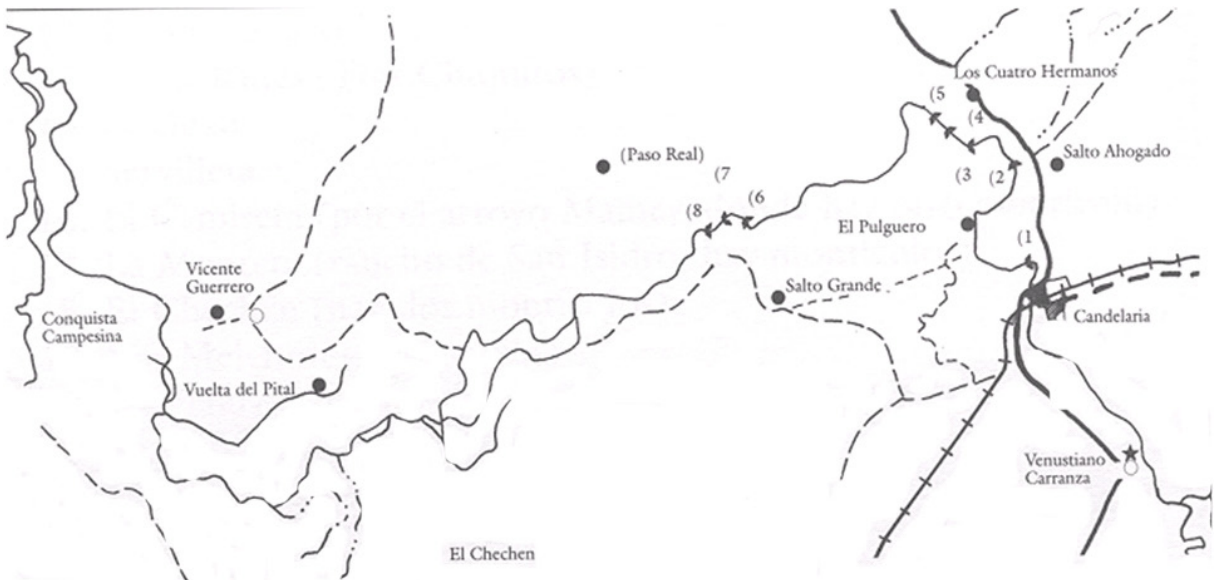 Los Cuatro Hermanos
(5
(4
Salto Ahogado
(Paso Real)
(7
(3
(2
(6
(8
El Pulguero
(1
Vicente
Guerrero
Salto Grande
Conquista
Campesina
Candelaria
Vuelta del Pital
Venustiano
Carranza
El Chechen